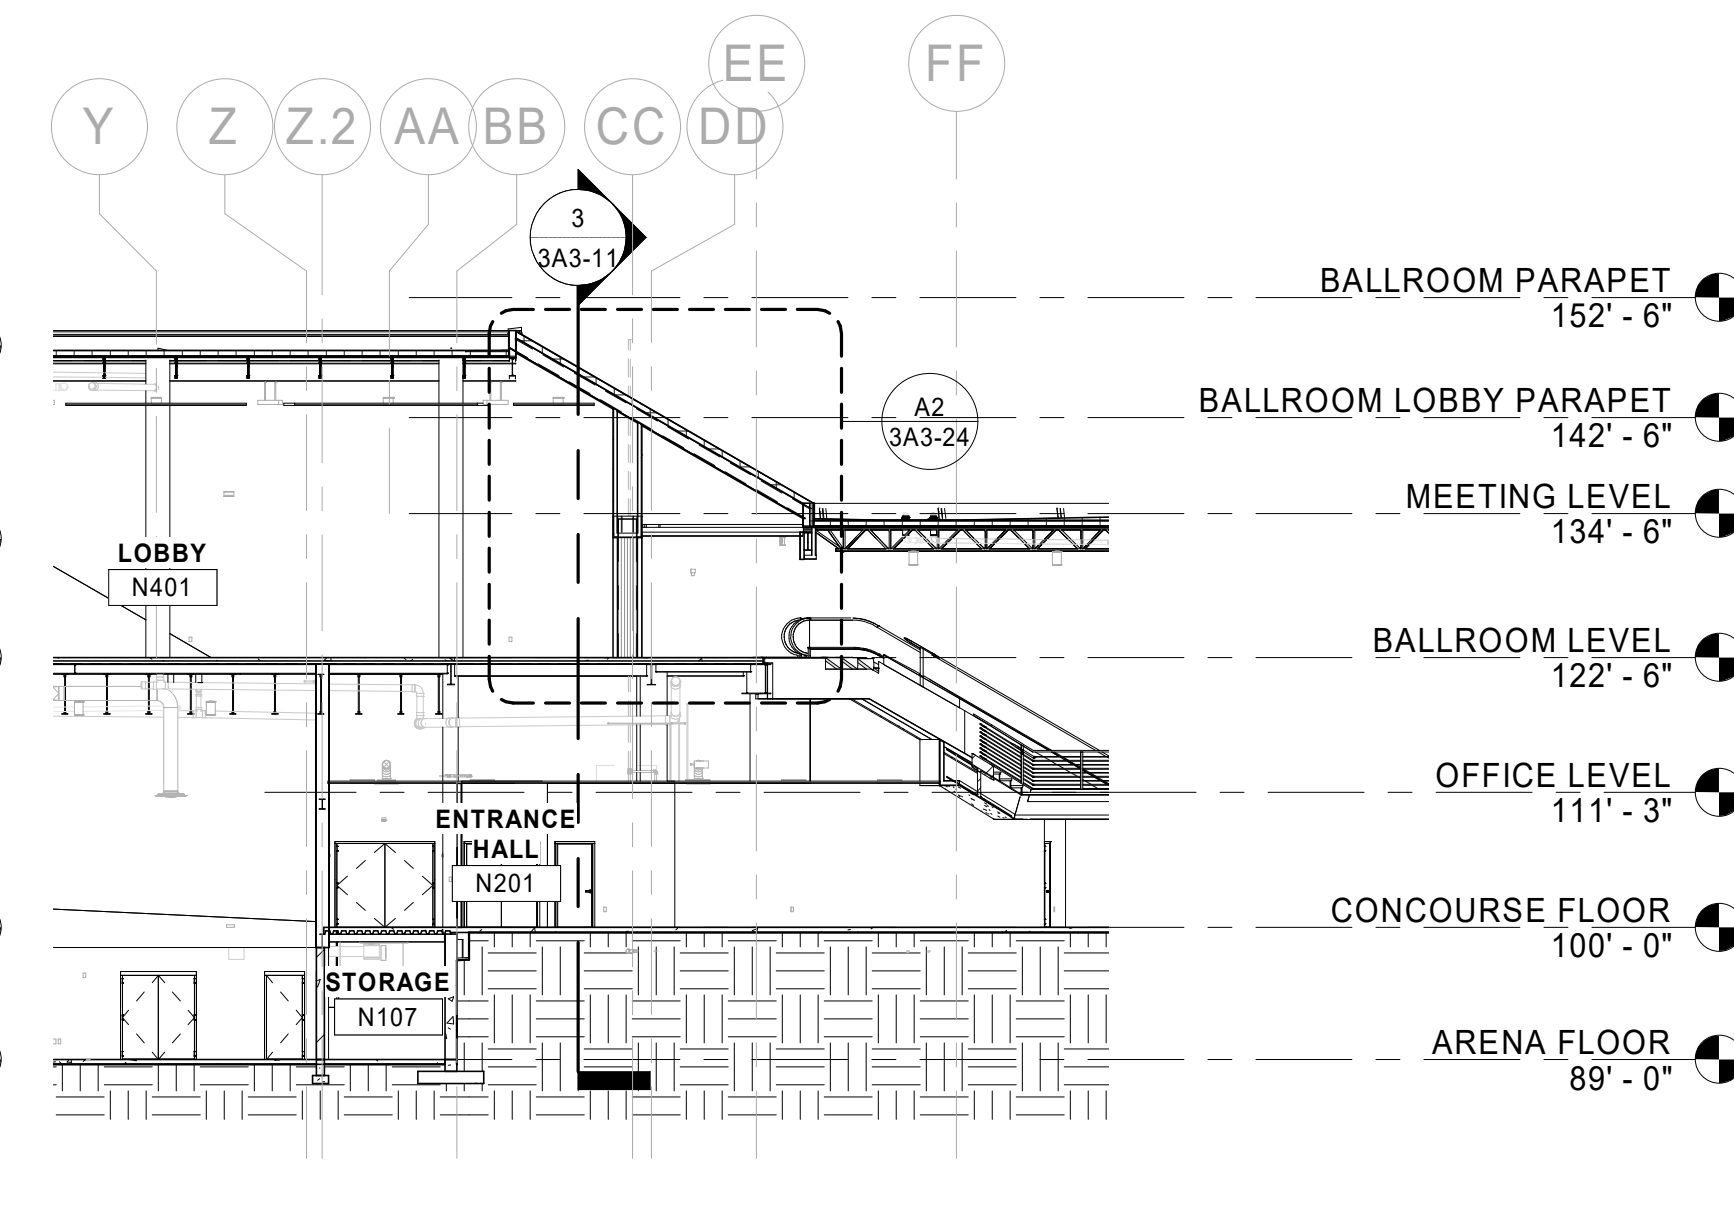 EE
FF
Y
Z
Z.2
AA
BB
CC
DD
3
3A3-11
BALLROOM PARAPET
152' - 6"
BALLROOM LOBBY PARAPET
142' - 6"
A2
3A3-24
MEETING LEVEL
134' - 6"
LOBBY
N401
BALLROOM LEVEL
122' - 6"
OFFICE LEVEL
111' - 3"
ENTRANCE
HALL
N201
CONCOURSE FLOOR
100' - 0"
STORAGE
N107
ARENA FLOOR
89' - 0"